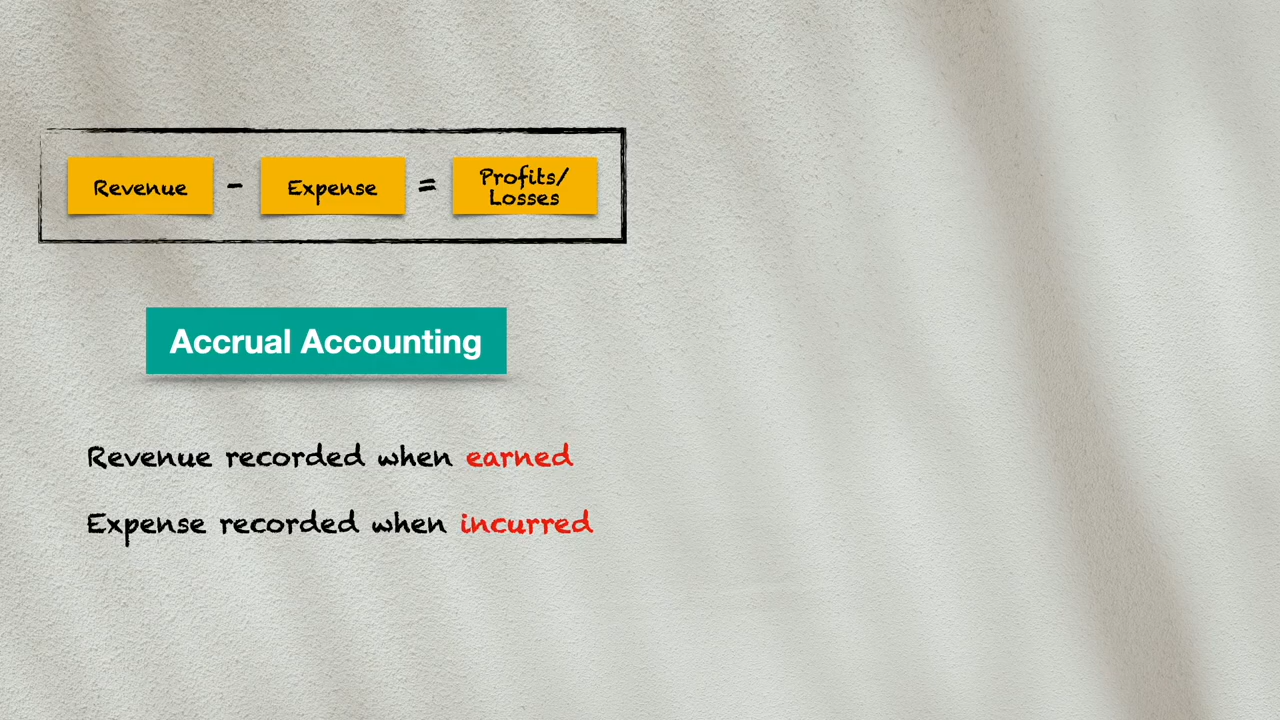 Revenue - Expense = Profits/
Losses
Accrual Accounting
Revenue recorded when earned
Expense recorded when incurred